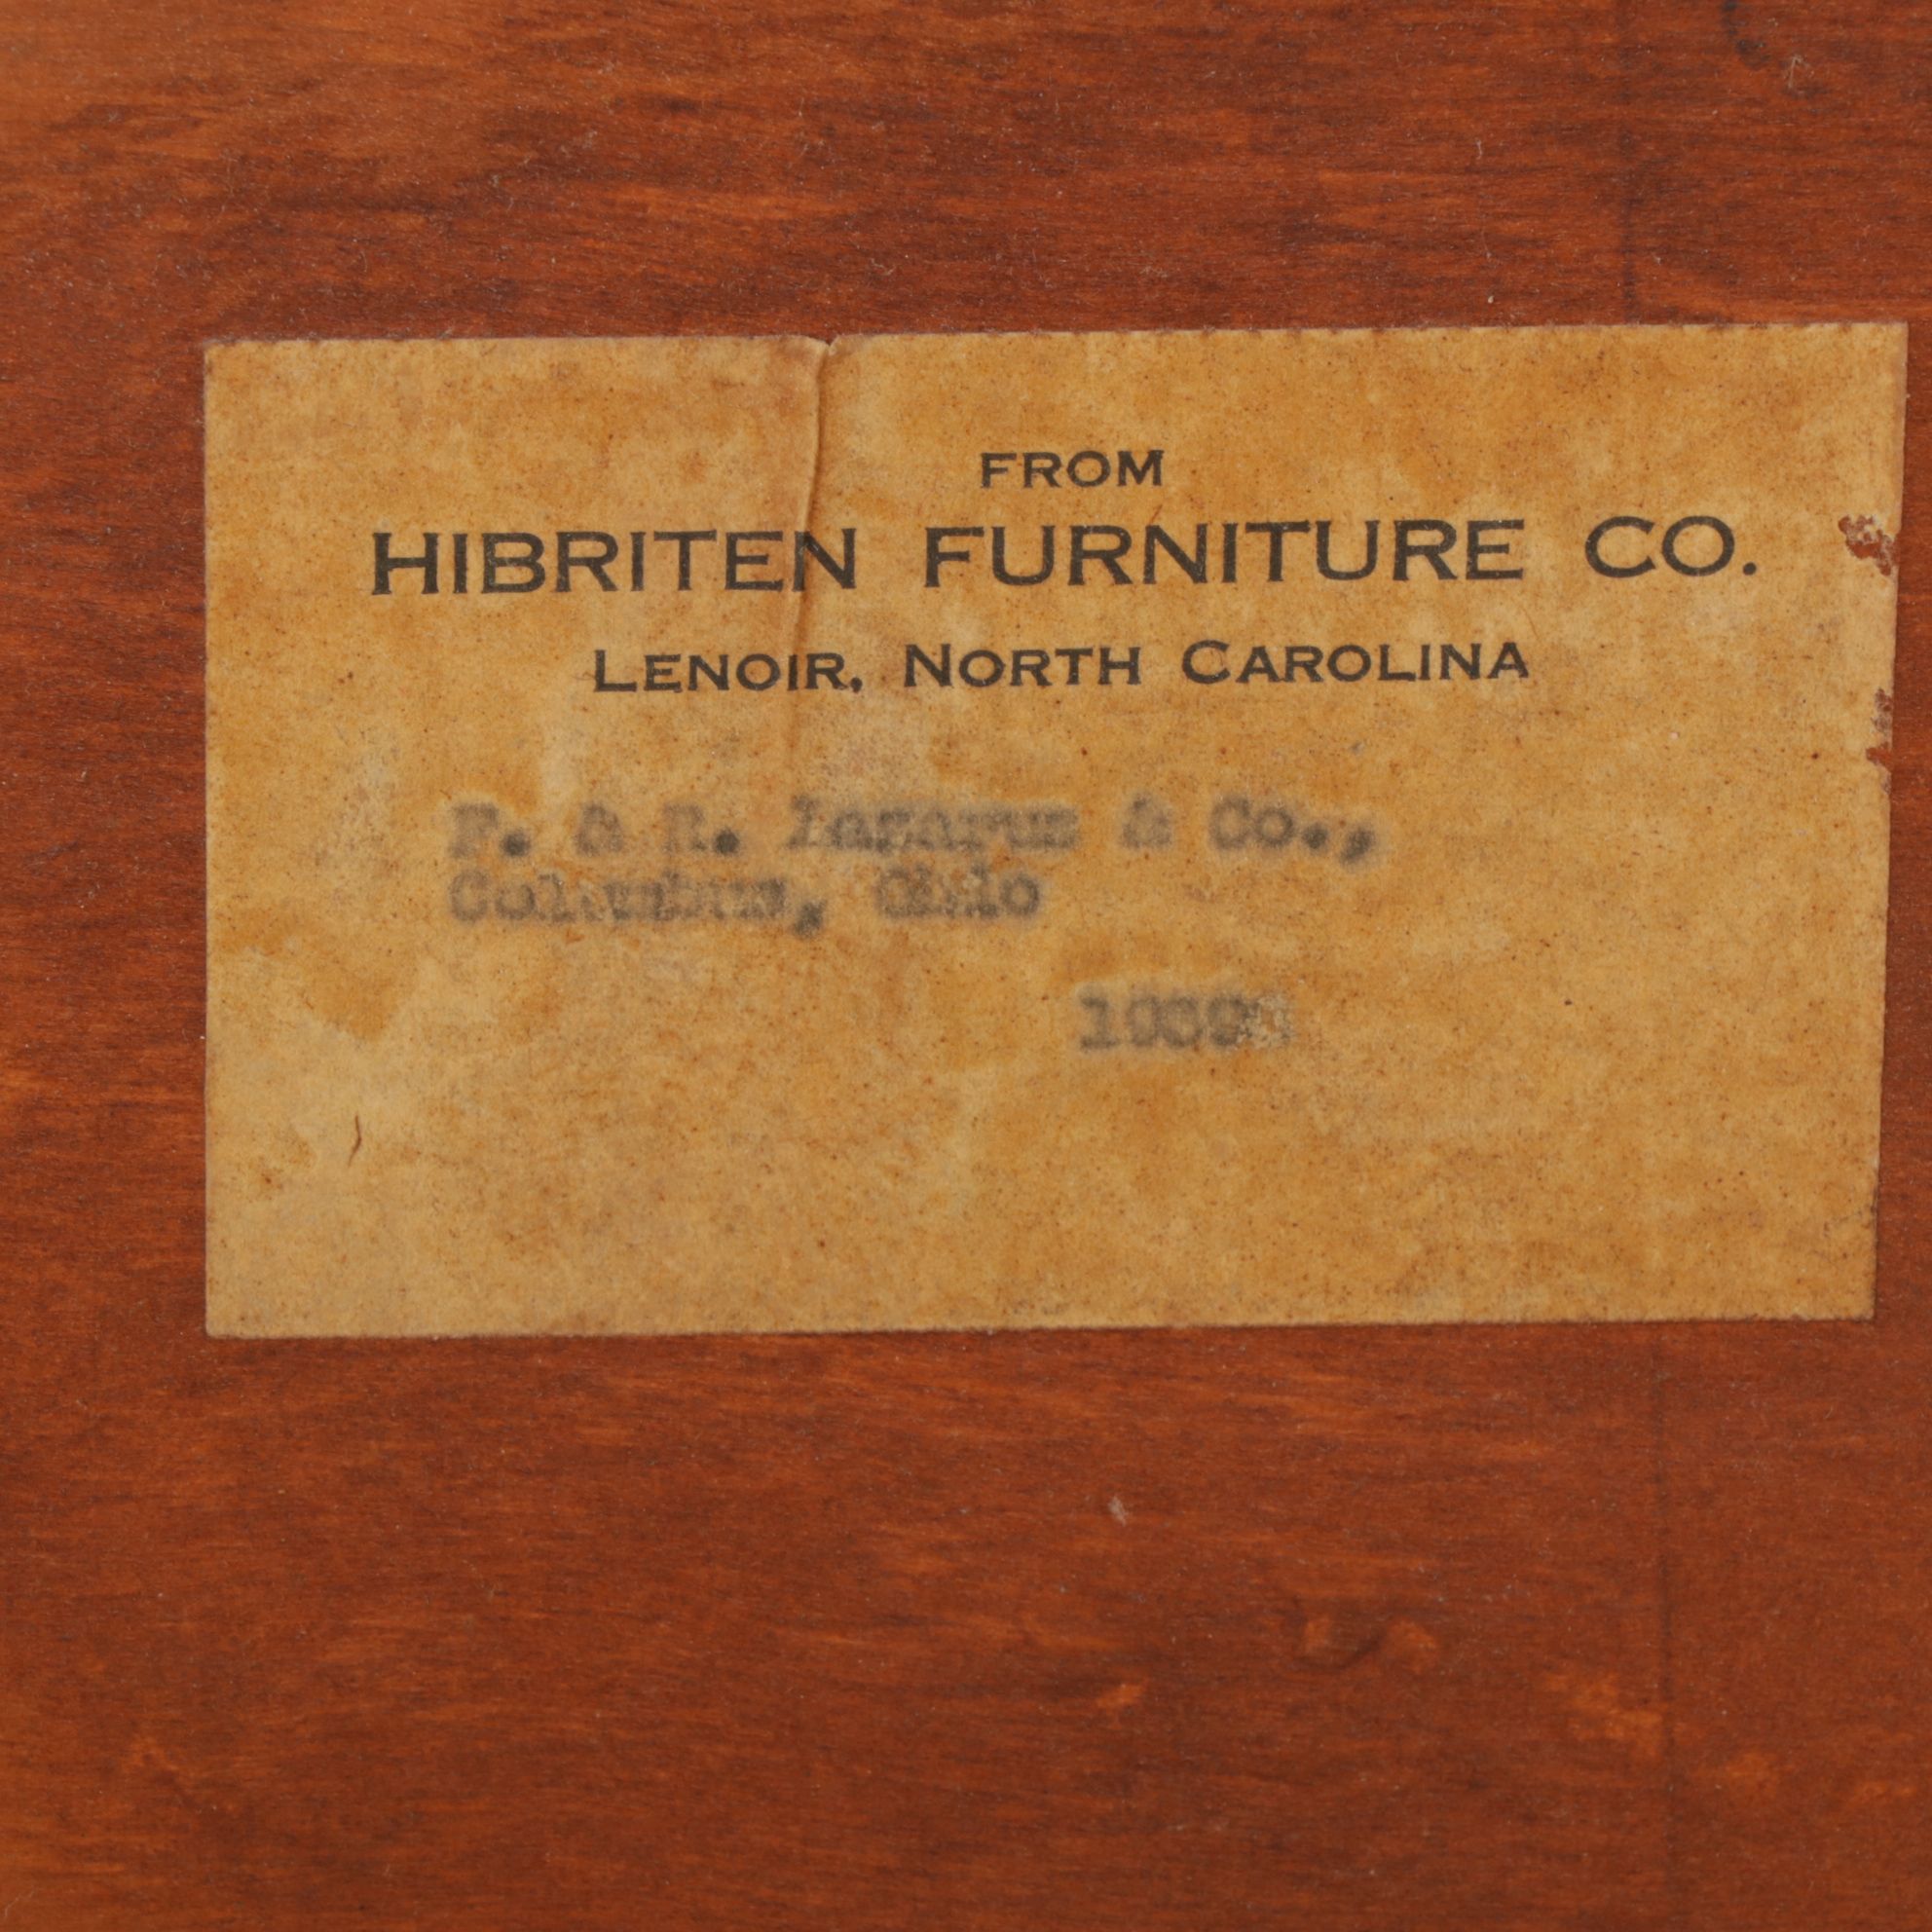 FROM
HIBRITEN FURNITURE CO.
LENOIR, NORTH CAROLINA
F. & R. Lazarus & Co.,
Columbus, Ohio